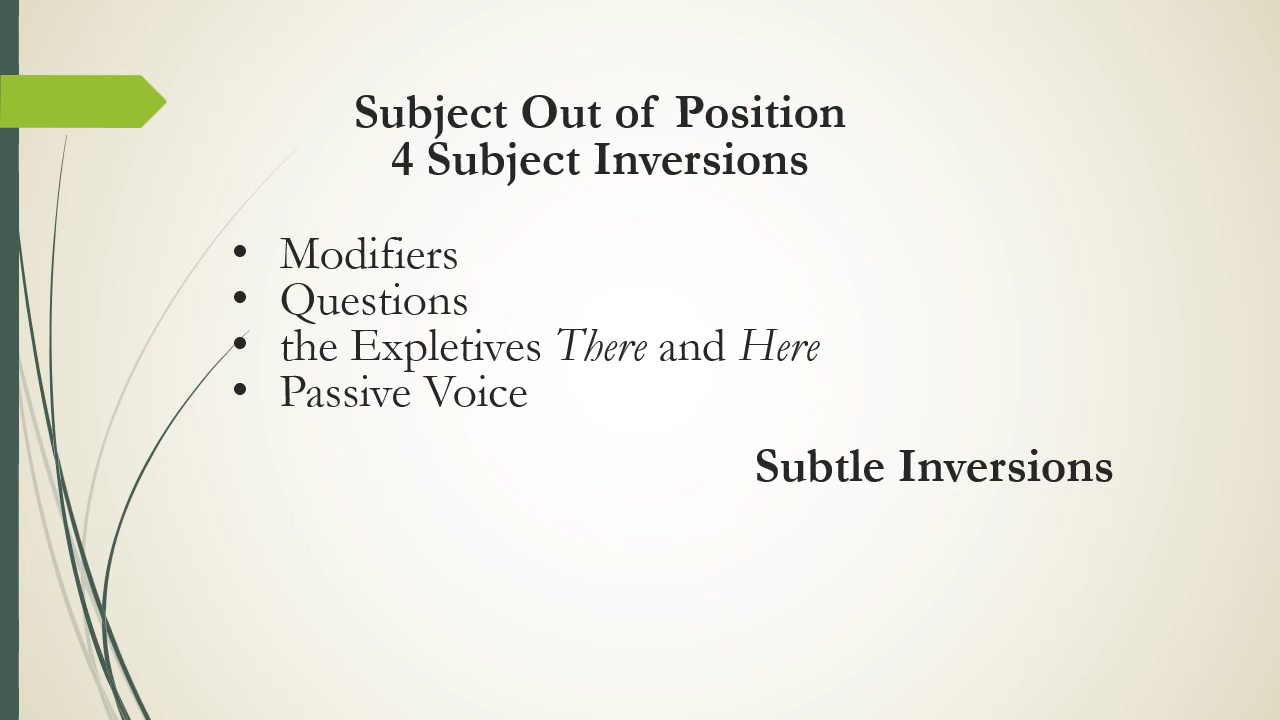 Subject Out of Position
4 Subject Inversions
• Modifiers
• Questions
• the Expletives There and Here
• Passive Voice
Subtle Inversions